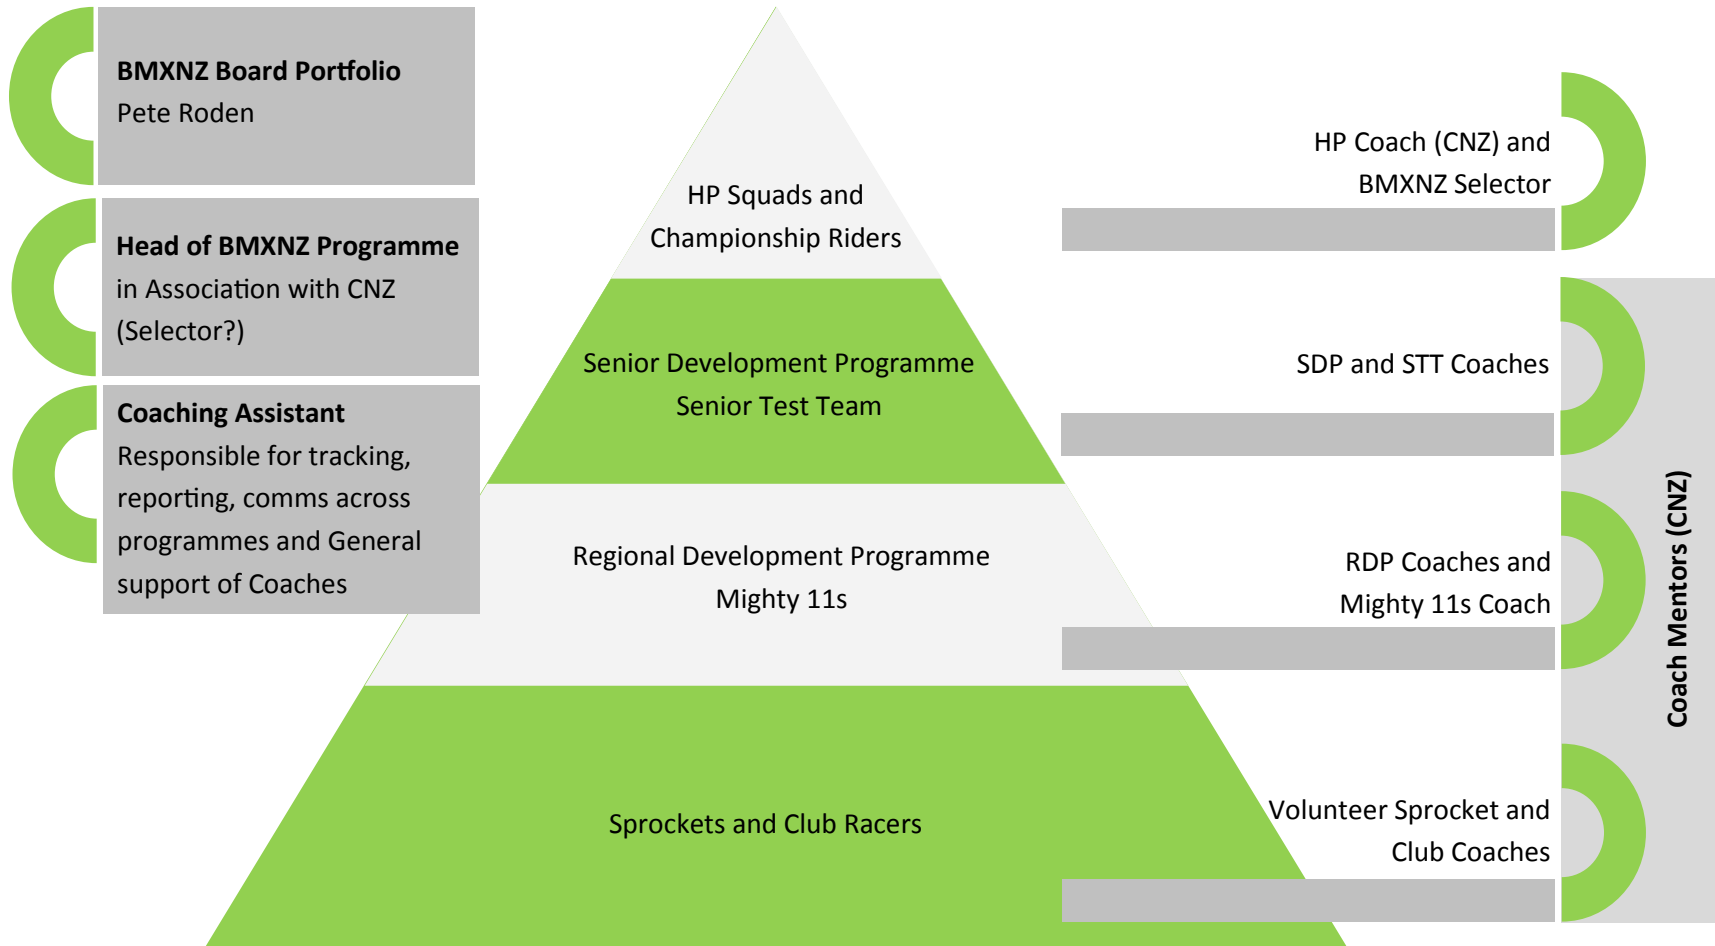 BMXNZ Board Portfolio
Pete Roden
Head of BMXNZ Programme
in Association with CNZ
(Selector?)
Coaching Assistant
Responsible for tracking,
reporting, comms across
programmes and General
support of Coaches
HP Squads and
Championship Riders
Senior Development Programme
Senior Test Team
Regional Development Programme
Mighty 11s
Sprockets and Club Racers
HP Coach (CNZ) and
BMXNZ Selector
SDP and STT Coaches
RDP Coaches and
Mighty 11s Coach
Volunteer Sprocket and
Club Coaches
Coach Mentors (CNZ)